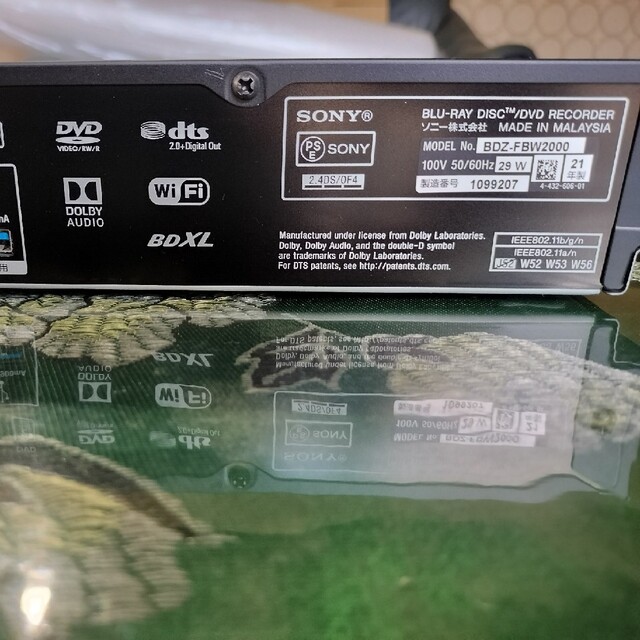 DVD
VIDEO/RW/R
dts
2.0+Digital Out
DOLBY
AUDIO
Wi Fi
BDXL
mA
用
SONY®
PSE SONY
2.4DS/OF4
BLU-RAY DISC™/DVD RECORDER
ソニー株式会社 MADE IN MALAYSIA
MODEL No. BDZ-FBW2000
100V 50/60Hz 29 W
21
年製
製造番号 1099207
4-432-606-01
Manufactured under license from Dolby Laboratories.
Dolby, Dolby Audio, and the double-D symbol
are trademarks of Dolby Laboratories.
For DTS patents, see http://patents.dts.com.
IEEE802.11b/g/n
IEEE802.11a/n
J52 W52 W53 W56